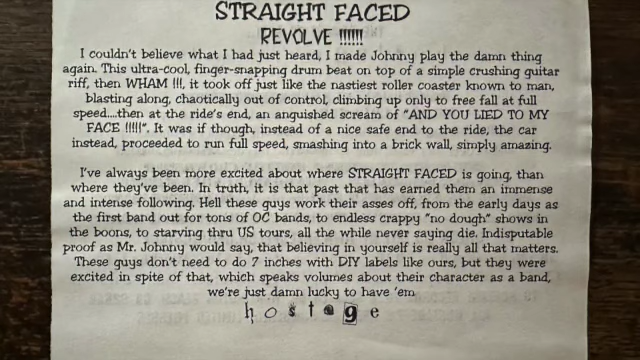 STRAIGHT FACED
REVOLVE !!!!!!
I couldn't believe what I had just heard, I made Johnny play the damn thing
again. This ultra-cool, finger-snapping drum beat on top of a simple crushing guitar
riff, then WHAM !!!, it took off just like the nastiest roller coaster known to man,
blasting along, chaotically out of control, climbing up only to free fall at full
speed....then at the ride's end, an anguished scream of "AND YOU LIED TO MY
FACE !!!!!". It was if though, instead of a nice safe end to the ride, the car
instead, proceeded to run full speed, smashing into a brick wall, simply amazing.
I've always been more excited about where STRAIGHT FACED is going, than
where they've been. In truth, it is that past that has earned them an immense
and intense following. Hell these guys work their asses off, from the early days as
the first band out for tons of OC bands, to endless crappy "no dough" shows in
the boons, to starving thru US tours, all the while never saying die. Indisputable
proof as Mr. Johnny would say, that believing in yourself is really all that matters.
These guys don't need to do 7 inches with DIY labels like ours, but they were
excited in spite of that, which speaks volumes about their character as a band,
we're just damn lucky to have 'em
hostage